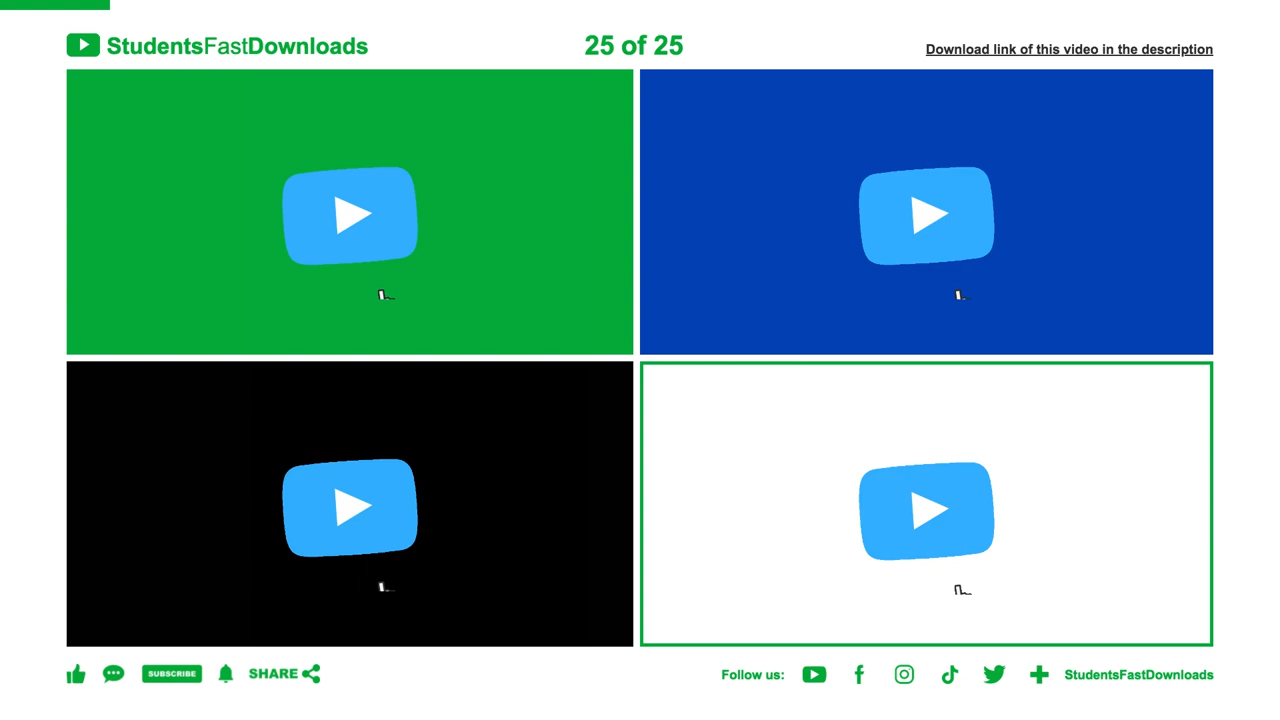 StudentsFastDownloads
25 of 25
Download link of this video in the description
SUBSCRIBE
SHARE
Follow us:
StudentsFastDownloads